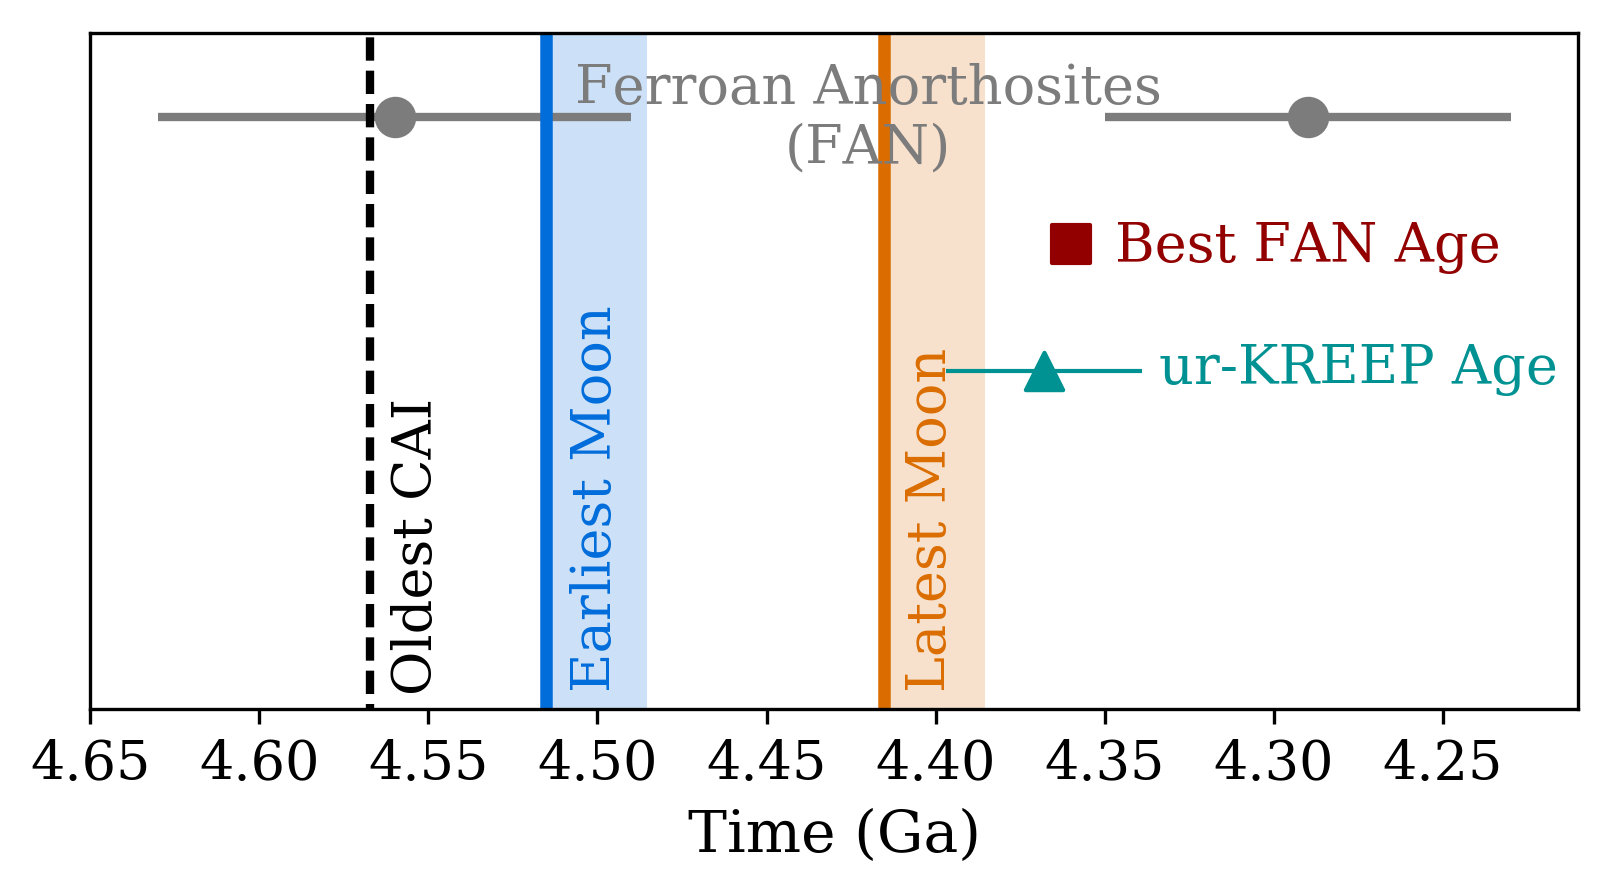 Ferroan Anorthosites
(FAN)
Best FAN Age
ur-KREEP Age
Oldest CAI
Earliest Moon
Latest Moon
4.65 4.60 4.55 4.50 4.45 4.40 4.35 4.30 4.25
Time (Ga)